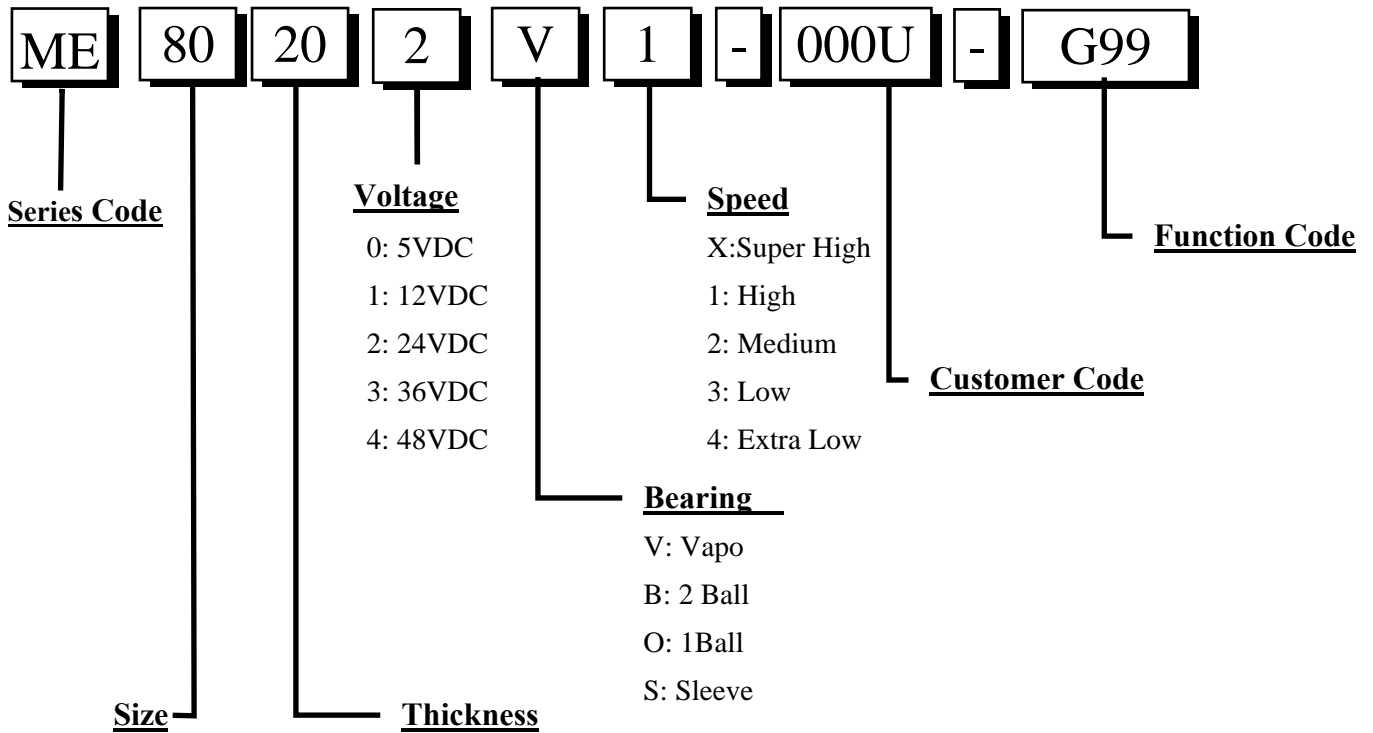 ME 80 20 2 V 1 - 000U - G99
Series Code
Voltage
0: 5VDC
1: 12VDC
2: 24VDC
3: 36VDC
4: 48VDC
Speed
X:Super High
1: High
2: Medium
3: Low
4: Extra Low
Function Code
Customer Code
Bearing
V: Vapo
B: 2 Ball
O: 1Ball
S: Sleeve
Size
Thickness